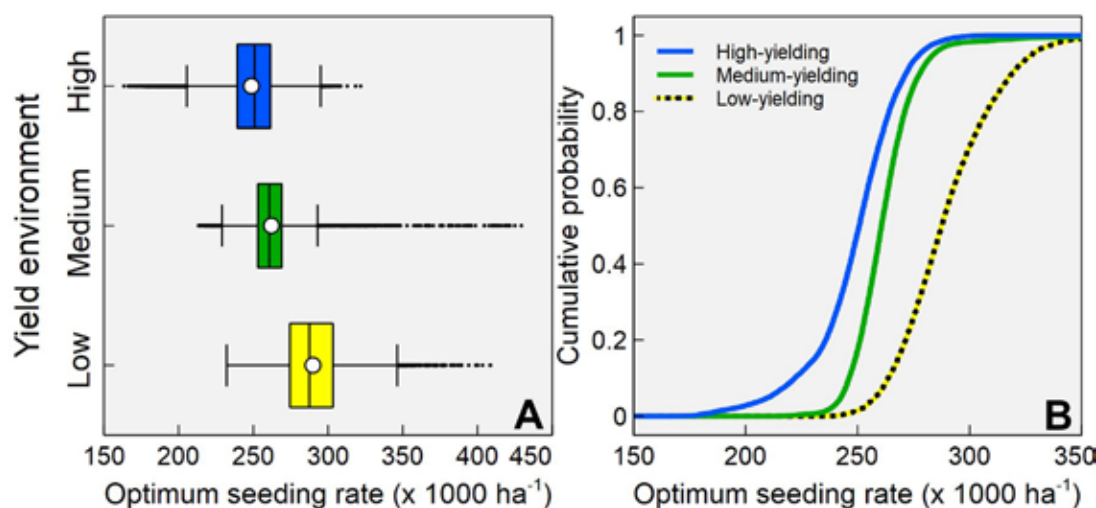 Yield environment
High
Medium
Low
150 200 250 300 350 400 450
Optimum seeding rate (x 1000 ha⁻¹)
A
Cumulative probability
1
0.8
0.6
0.4
0.2
0
High-yielding
Medium-yielding
Low-yielding
150 200 250 300 350
Optimum seeding rate (x 1000 ha⁻¹)
B